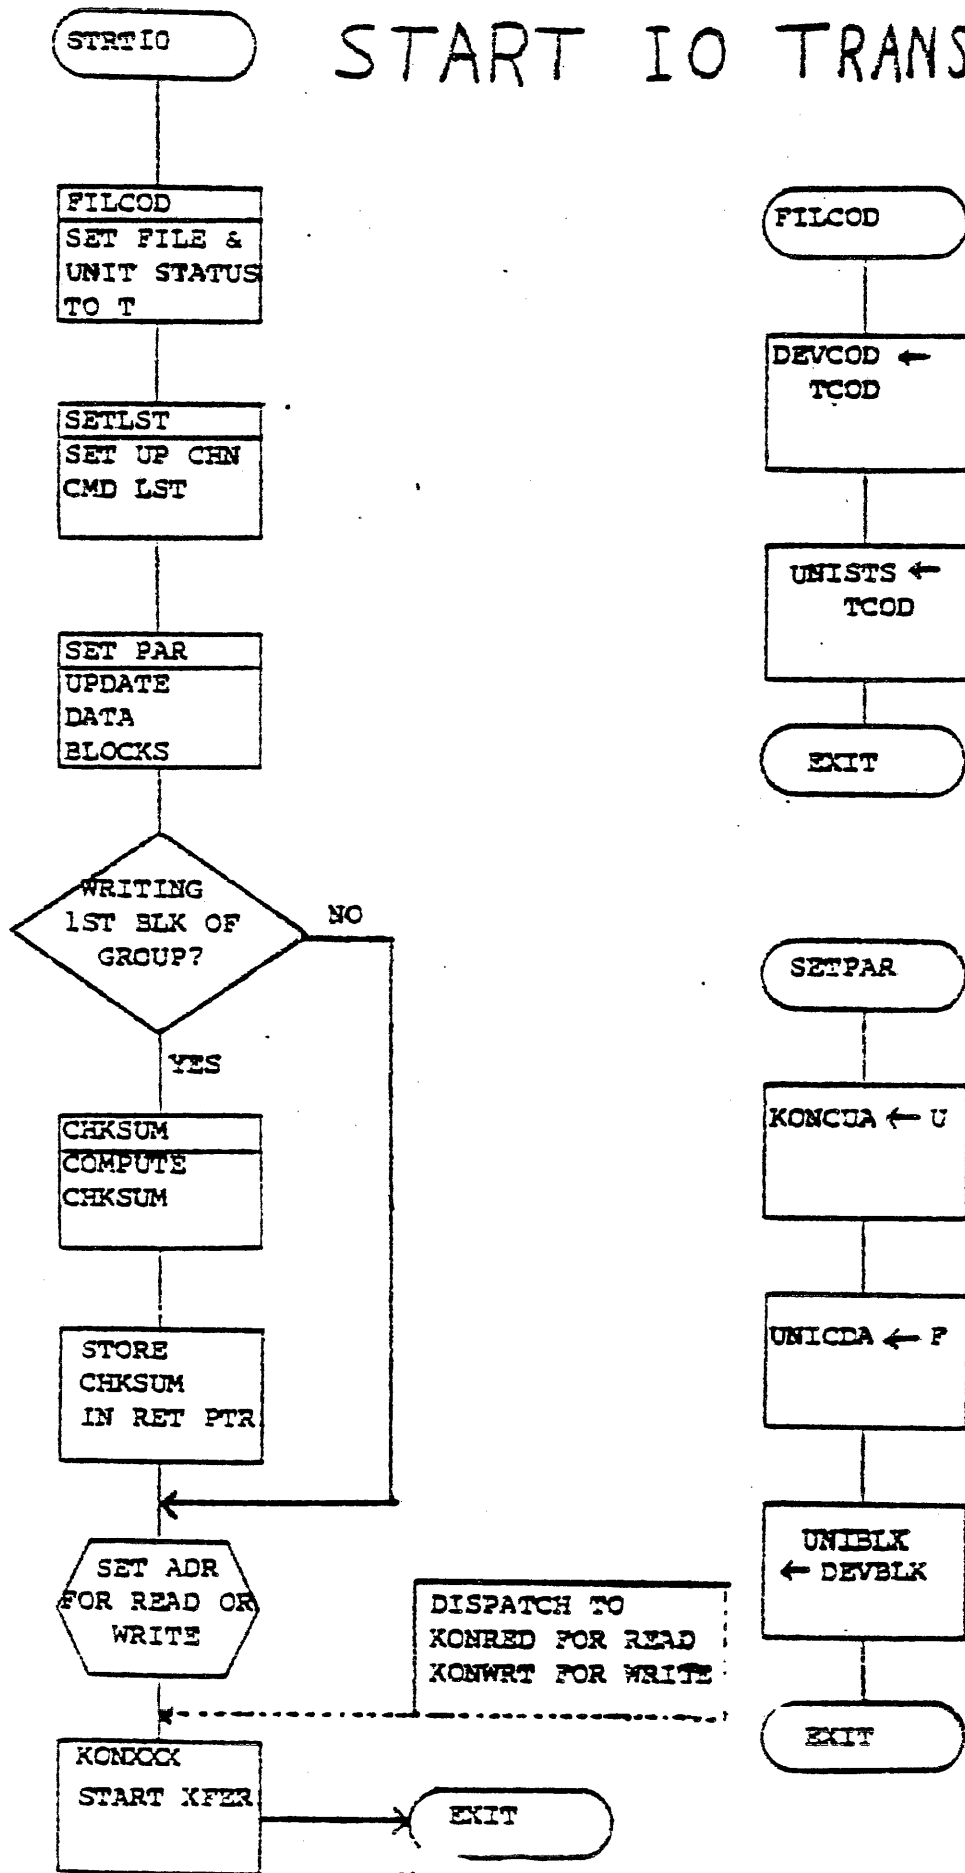 START IO TRANS
STRTIO
FILCOD
SET FILE &
UNIT STATUS
TO T
SETLST
SET UP CHN
CMD LST
SET PAR
UPDATE
DATA
BLOCKS
WRITING
1ST BLK OF
GROUP?
NO
YES
CHKSUM
COMPUTE
CHKSUM
STORE
CHKSUM
IN RET PTR
SET ADR
FOR READ OR
WRITE
DISPATCH TO
KONRED FOR READ
KONWRT FOR WRITE
KONXXX
START XFER
EXIT
FILCOD
DEVCOD ←
TCOD
UNISTS ←
TCOD
EXIT
SETPAR
KONCUA ← U
UNICDA ← F
UNIBLK
← DEVBLK
EXIT